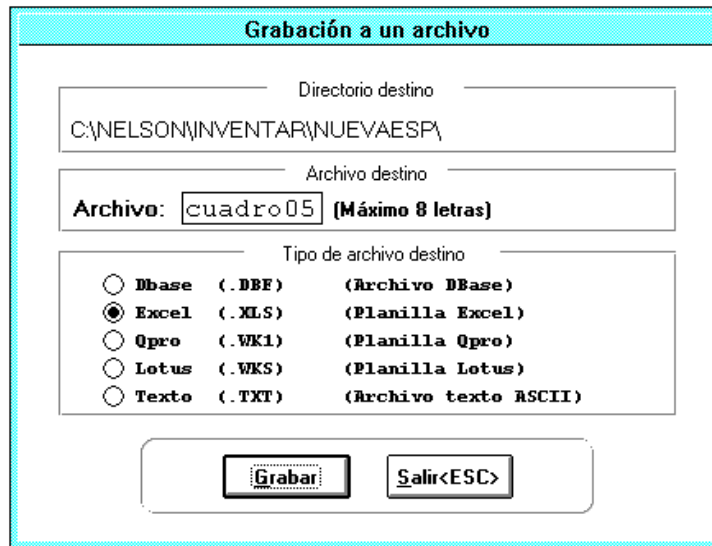 Grabación a un archivo
Directorio destino
C:\NELSON\INVENTAR\NUEVAESP\
Archivo destino
Archivo: cuadro05 (Máximo 8 letras)
Tipo de archivo destino
Dbase (.DBF) (Archivo DBase)
Excel (.XLS) (Planilla Excel)
Qpro (.WK1) (Planilla Qpro)
Lotus (.WKS) (Planilla Lotus)
Texto (.TXT) (Archivo texto ASCII)
Grabar Salir<ESC>